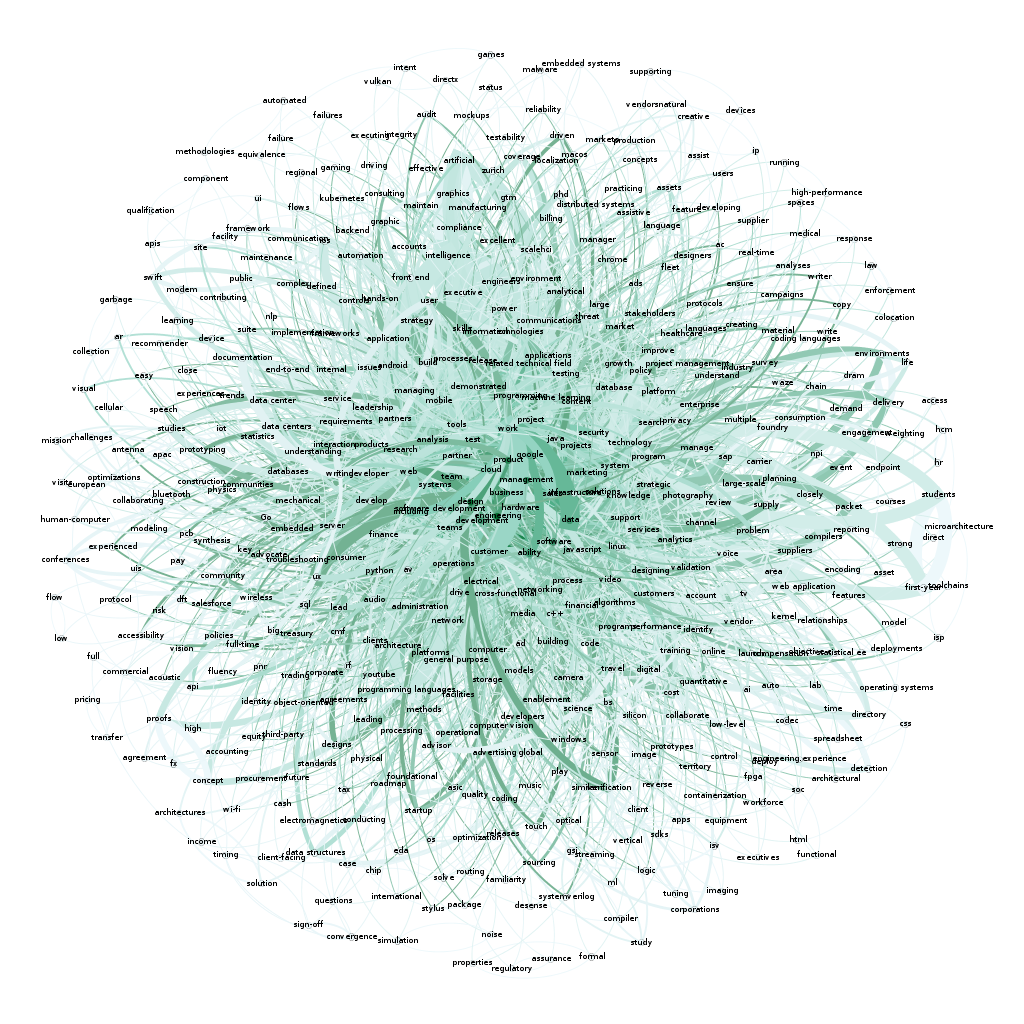 games
embedded systems
intent
malware
supporting
vulkan
directx
status
automated
vendors
natural
failures
audit
mockups
reliability
creative
devices
executing
integrity
testability
driven
markets
production
failure
methodologies
equivalence
artificial
coverage
macos
localization
concepts
assist
ip
running
gaming
driving
effective
zurich
regional
users
component
ui
kubernetes
consulting
graphics
gtm
phd
practicing
assets
high-performance
spaces
qualification
flows
maintain
manufacturing
distributed systems
assistive
feature
developing
framework
facility
graphic
compliance
billing
language
supplier
medical
response
apis
site
communication
os
backend
accounts
excellent
scalehci
manager
ac
real-time
maintenance
automation
intelligence
chrome
designers
fleet
analyses
law
swift
modem
public
complex
defined
front end
engineers
environment
ads
ensure
writer
enforcement
garbage
contributing
controls
hands-on
user
executive
analytical
large
protocols
campaigns
copy
colocation
learning
nlp
strategy
power
communications
threat
stakeholders
suite
implementation
frameworks
skills
information
technologies
market
healthcare
languages
creating
material
write
coding languages
ar
recommender
device
application
collection
documentation
end-to-end
internal
issues
android
build
processes
related technical field
applications
growth
improve
project management
industry
survey
environments
life
easy
close
policy
understand
waze
chain
dram
visual
experiences
trends
managing
demonstrated
testing
database
platform
access
cellular
speech
data center
service
leadership
mobile
programming
machine learning
content
enterprise
demand
delivery
studies
iot
data centers
requirements
partners
tools
work
project
search
privacy
multiple
foundry
consumption
engagement
weighting
hcm
mission
challenges
statistics
interaction
products
analysis
test
java
security
technology
antenna
apac
prototyping
understanding
research
partner
google
projects
program
manage
sap
carrier
npi
hr
visits
european
optimizations
databases
writing
developer
web
cloud
product
system
marketing
strategic
large-scale
planning
event
endpoint
bluetooth
construction
physics
communities
systems
team
management
solutions
knowledge
photography
closely
students
collaborating
mechanical
develop
business
sales
infrastructure
review
supply
packet
courses
human-computer
modeling
Go
embedded
server
software development
including
design
hardware
engineering
development
data
support
channel
problem
reporting
microarchitecture
pcb
synthesis
teams
services
compilers
strong
direct
experienced
key
advocate
troubleshooting
consumer
finance
software
javascript
linux
analytics
voice
suppliers
conferences
uis
pay
community
ux
python
av
customer
ability
operations
designing
validation
area
encoding
asset
web application
first-year
toolchains
flow
protocol
dft
risk
salesforce
wireless
sql
lead
audio
administration
electrical
drive
cross-functional
networking
process
video
financial
algorithms
customers
account
tv
features
low
accessibility
policies
big
treasury
cmf
network
media
c++
programs
performance
identify
vendor
kernel
relationships
model
isp
full
vision
full-time
clients
architecture
computer
ad
building
code
training
online
launch
compensation
objectives
statistical
ee
deployments
commercial
acoustic
fluency
pnr
trading
corporate
rf
youtube
platforms
general purpose
models
travel
digital
pricing
api
identity
object-oriented
agreements
programming languages
facilities
storage
camera
quantitative
ai
auto
lab
operating systems
cost
proofs
high
equity
third-party
leading
methods
enablement
science
bs
silicon
collaborate
low-level
codec
time
directory
css
transfer
accounting
designs
processing
operational
developers
computer vision
windows
prototypes
spreadsheet
agreement
fx
standards
physical
advisor
advertising
global
sensor
image
control
deploy
engineering.experience
detection
concept
procurement
future
roadmap
foundational
play
territory
fpga
architectural
architectures
wi-fi
cash
tax
asic
quality
music
reverse
soc
containerization
workforce
income
electromagnetics
conducting
startup
coding
client
apps
equipment
timing
client-facing
data structures
os
optimization
releases
touch
optical
vertical
sdks
isv
html
case
eda
gsi
streaming
executives
functional
solution
chip
solve
routing
sourcing
logic
questions
international
familiarity
ml
tuning
imaging
sign-off
stylus
package
desense
systemverilog
corporations
convergence
simulation
noise
compiler
study
properties
regulatory
assurance
formal